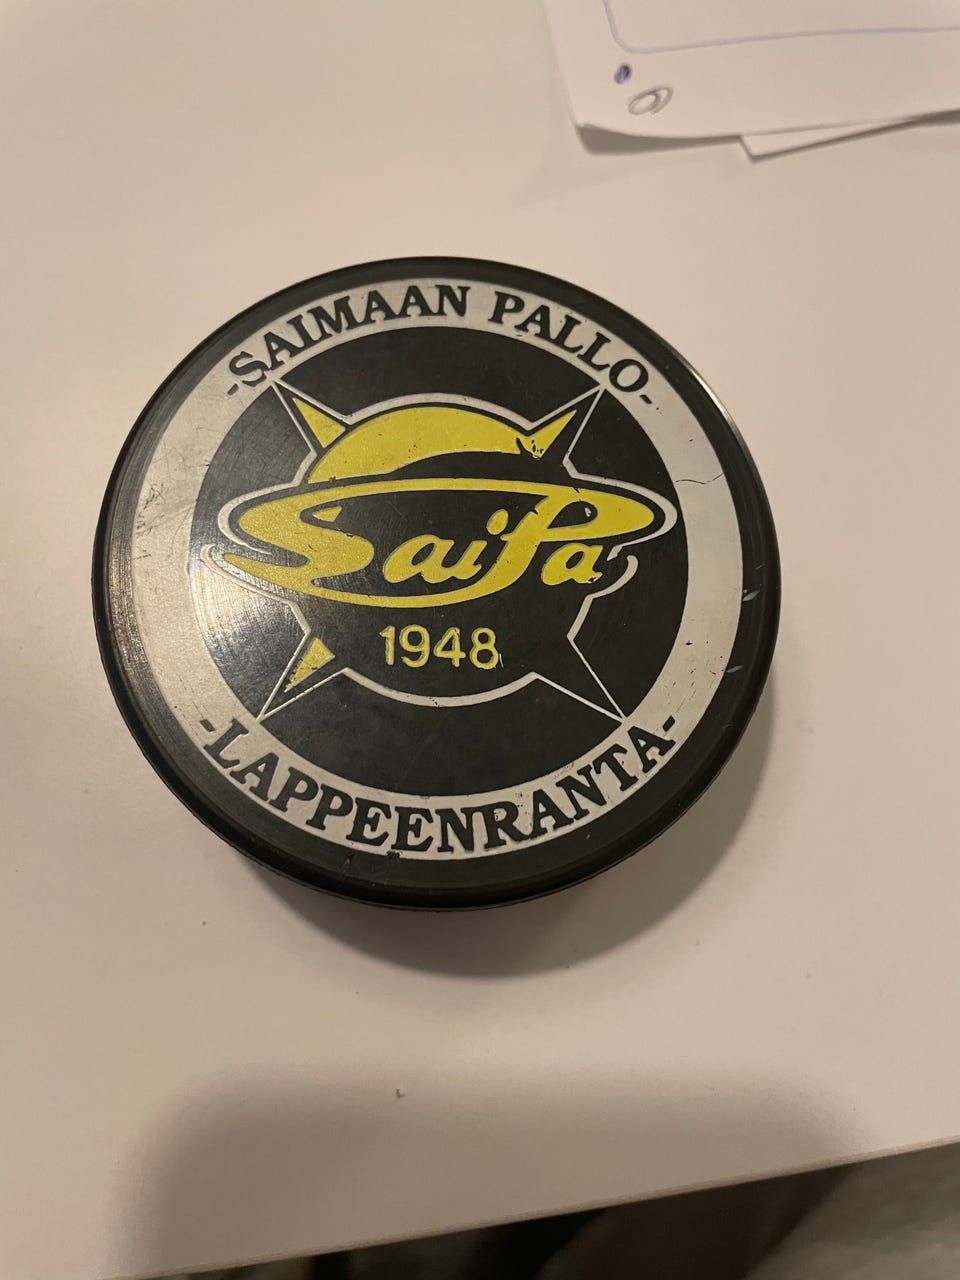 -SAIMAAN PALLO-
SaiPa
1948
-LAPPEENRANTA-